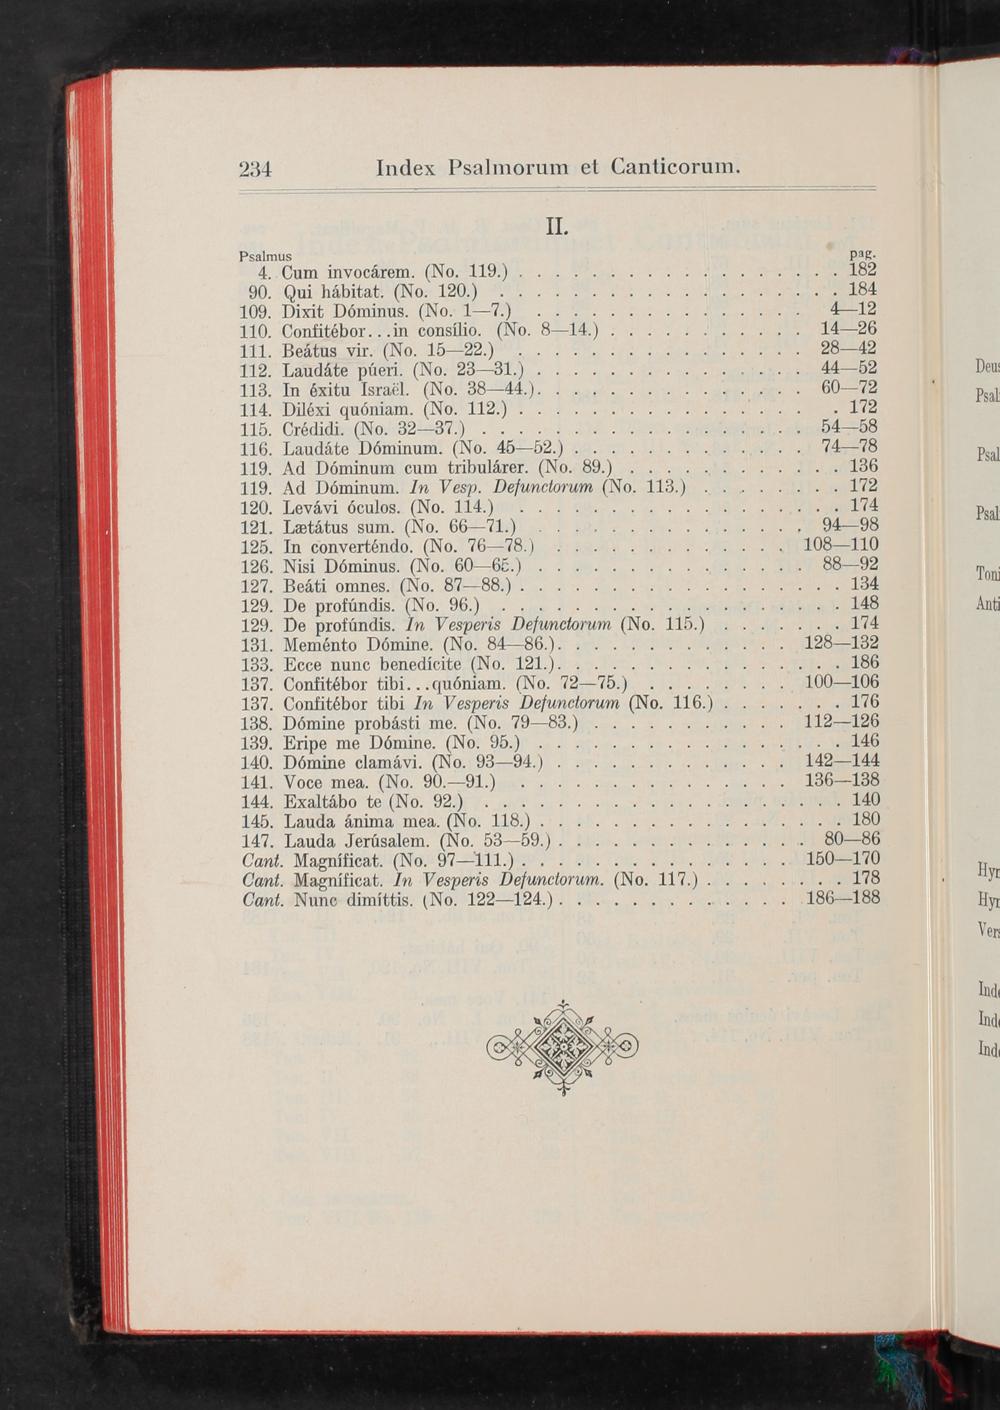 234 Index Psalmorum et Canticorum.
II.
Psalmus pag.
4. Cum invocárem. (No. 119.) . . . . . . . . . . . . . . . . . . . 182
90. Qui hábitat. (No. 120.) . . . . . . . . . . . . . . . . . . . . 184
109. Dixit Dóminus. (No. 1—7.) . . . . . . . . . . . . . . . . 4—12
110. Confitébor...in consílio. (No. 8—14.) . . . . . . . . . . . 14—26
111. Beátus vir. (No. 15—22.) . . . . . . . . . . . . . . . . . 28—42
112. Laudáte púeri. (No. 23—31.) . . . . . . . . . . . . . . . . 44—52
113. In éxitu Israël. (No. 38—44.). . . . . . . . . . . . . . . . 60—72
114. Diléxi quóniam. (No. 112.) . . . . . . . . . . . . . . . . . . 172
115. Crédidi. (No. 32—37.) . . . . . . . . . . . . . . . . . . . 54—58
116. Laudáte Dóminum. (No. 45—52.) . . . . . . . . . . . . . . 74—78
119. Ad Dóminum cum tribulárer. (No. 89.) . . . . . . . . . . . . . 136
119. Ad Dóminum. In Vesp. Defunctorum (No. 113.) . . . . . . . . 172
120. Levávi óculos. (No. 114.) . . . . . . . . . . . . . . . . . . 174
121. Lætátus sum. (No. 66—71.) . . . . . . . . . . . . . . . . 94—98
125. In converténdo. (No. 76—78.) . . . . . . . . . . . . . . 108—110
126. Nisi Dóminus. (No. 60—65.) . . . . . . . . . . . . . . . . 88—92
127. Beáti omnes. (No. 87—88.) . . . . . . . . . . . . . . . . . . . 134
129. De profúndis. (No. 96.) . . . . . . . . . . . . . . . . . . . . 148
129. De profúndis. In Vesperis Defunctorum (No. 115.) . . . . . . . 174
131. Meménto Dómine. (No. 84—86.). . . . . . . . . . . . . . 128—132
133. Ecce nunc benedícite (No. 121.). . . . . . . . . . . . . . . . . 186
137. Confitébor tibi...quóniam. (No. 72—75.) . . . . . . . . . 100—106
137. Confitébor tibi In Vesperis Defunctorum (No. 116.) . . . . . . . 176
138. Dómine probásti me. (No. 79—83.) . . . . . . . . . . . . 112—126
139. Eripe me Dómine. (No. 95.) . . . . . . . . . . . . . . . . . . 146
140. Dómine clamávi. (No. 93—94.) . . . . . . . . . . . . . . 142—144
141. Voce mea. (No. 90.—91.) . . . . . . . . . . . . . . . . 136—138
144. Exaltábo te (No. 92.) . . . . . . . . . . . . . . . . . . . . . 140
145. Lauda ánima mea. (No. 118.) . . . . . . . . . . . . . . . . . . 180
147. Lauda Jerúsalem. (No. 53—59.) . . . . . . . . . . . . . . . 80—86
Cant. Magníficat. (No. 97—111.) . . . . . . . . . . . . . . . . 150—170
Cant. Magníficat. In Vesperis Defunctorum. (No. 117.) . . . . . . . . 178
Cant. Nunc dimíttis. (No. 122—124.) . . . . . . . . . . . . . . 186—188